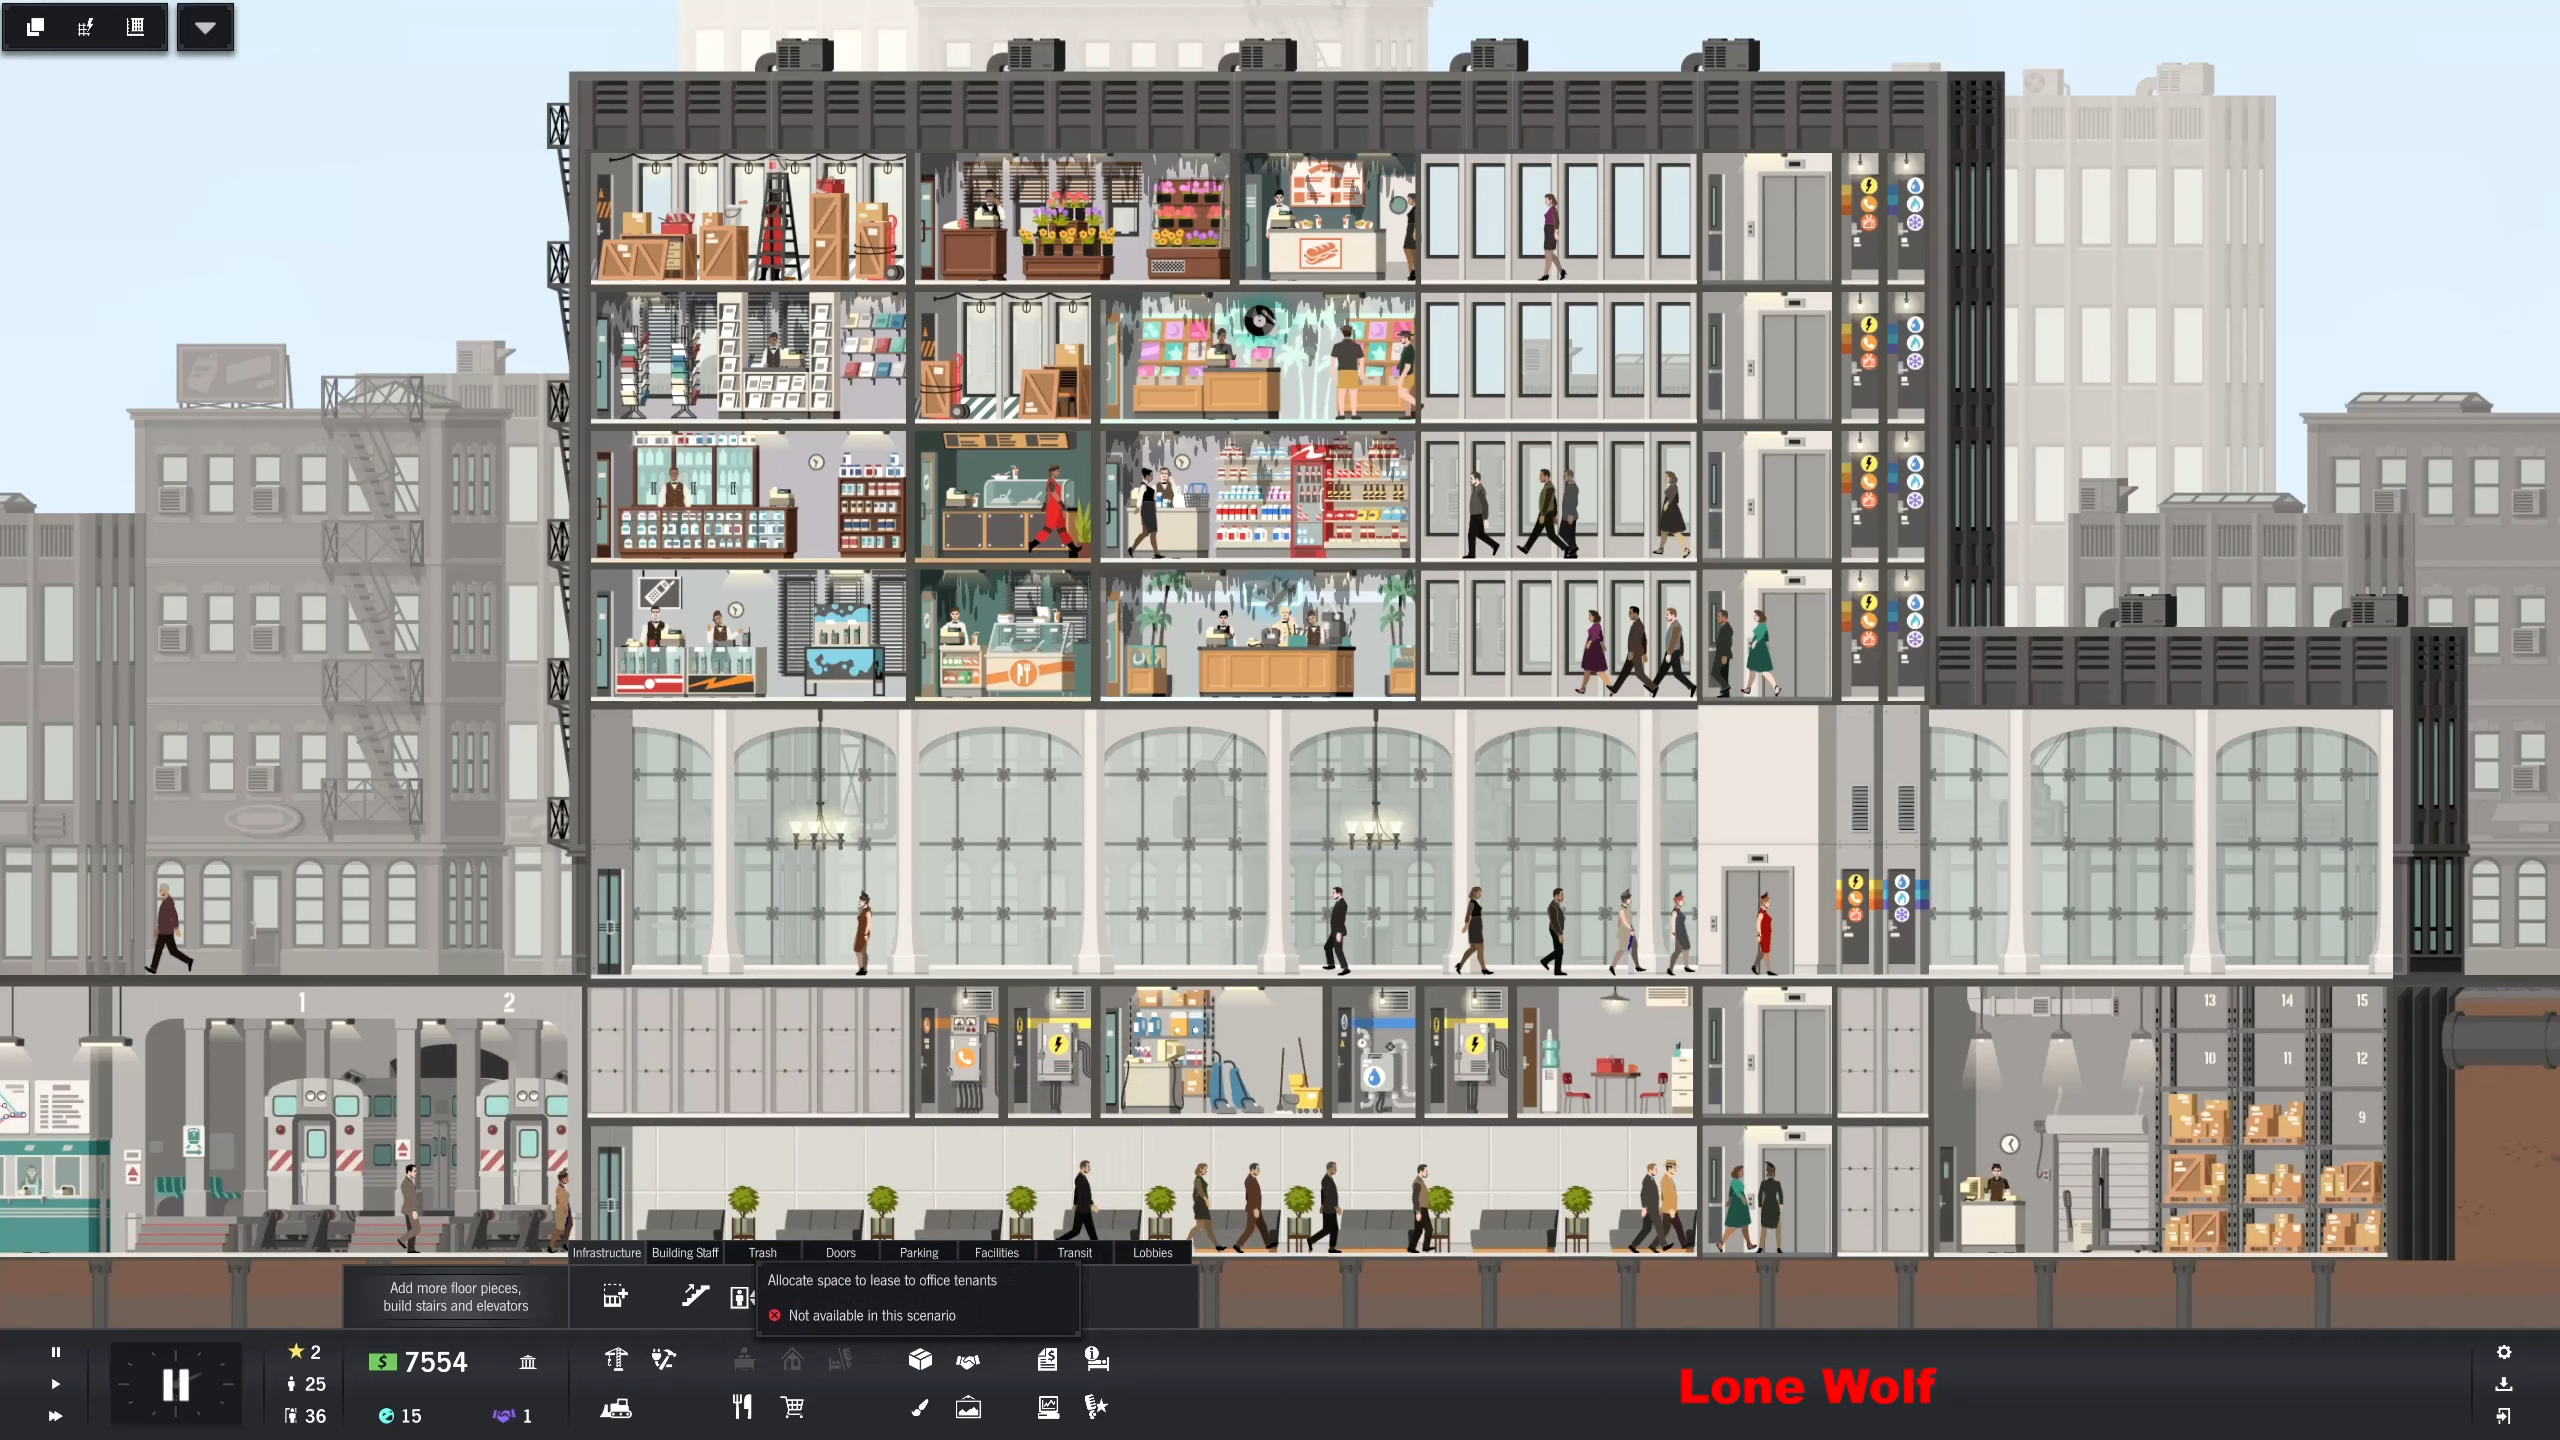 1
2
13
14
15
10
11
12
9
Infrastructure
Building Staff
Trash
Doors
Parking
Facilities
Transit
Lobbies
Add more floor pieces,
build stairs and elevators
Allocate space to lease to office tenants
Not available in this scenario
2
25
36
$ 7554
15
1
Lone Wolf